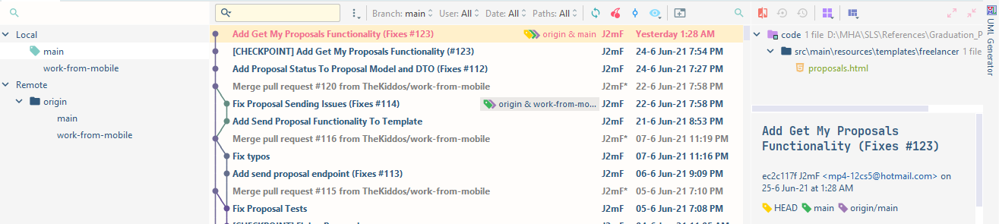 Local
main
work-from-mobile
Remote
origin
main
work-from-mobile
Branch: main User: All Date: All Paths: All
Add Get My Proposals Functionality (Fixes #123) origin & main J2mF Yesterday 1:28 AM
[CHECKPOINT] Add Get My Proposals Functionality (#123) J2mF 24-6 Jun-21 7:54 PM
Add Proposal Status To Proposal Model and DTO (Fixes #112) J2mF 24-6 Jun-21 7:27 PM
Merge pull request #120 from TheKiddos/work-from-mobile J2mF* 22-6 Jun-21 7:58 PM
Fix Proposal Sending Issues (Fixes #114) origin & work-from-mo... J2mF 22-6 Jun-21 7:58 PM
Add Send Proposal Functionality To Template J2mF 21-6 Jun-21 8:53 PM
Merge pull request #116 from TheKiddos/work-from-mobile J2mF* 07-6 Jun-21 11:19 PM
Fix typos J2mF 07-6 Jun-21 11:16 PM
Add send proposal endpoint (Fixes #113) J2mF 06-6 Jun-21 9:09 PM
Merge pull request #115 from TheKiddos/work-from-mobile J2mF* 05-6 Jun-21 7:10 PM
Fix Proposal Tests J2mF 05-6 Jun-21 7:08 PM
code 1 file D:\MHA\SLS\References\Graduation_P
src\main\resources\templates\freelancer 1 file
proposals.html
Add Get My Proposals
Functionality (Fixes #123)
ec2c117f J2mF <mp4-12cs5@hotmail.com> on
25-6 Jun-21 at 1:28 AM
HEAD main origin/main
UML Generator